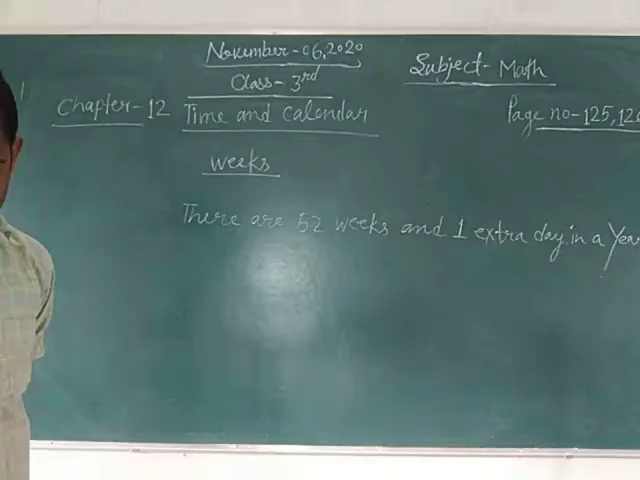 November-06,2020
Class-3rd
Subject-Math
Chapter-12 Time and Calendar
Page no-125,126
Weeks
There are 52 weeks and 1 extra day in a Year